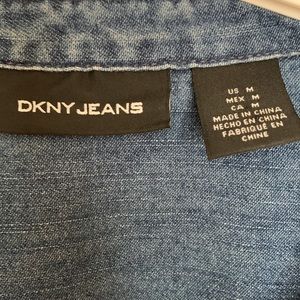 DKNY JEANS
US M
MEX M
CA M
MADE IN CHINA
HECHO EN CHINA
FABRIQUÉ EN
CHINE